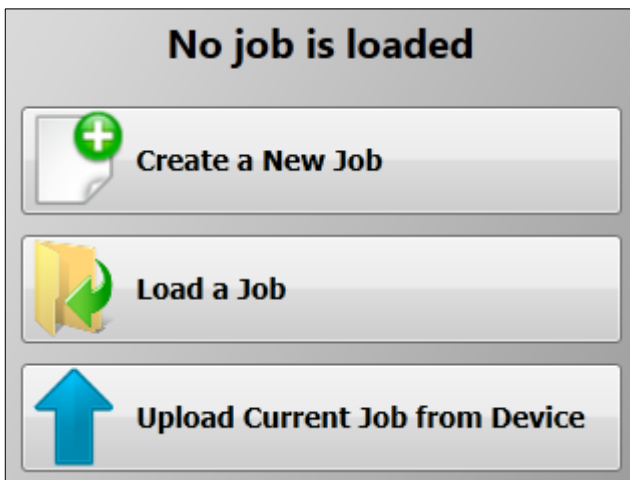 No job is loaded
Create a New Job
Load a Job
Upload Current Job from Device